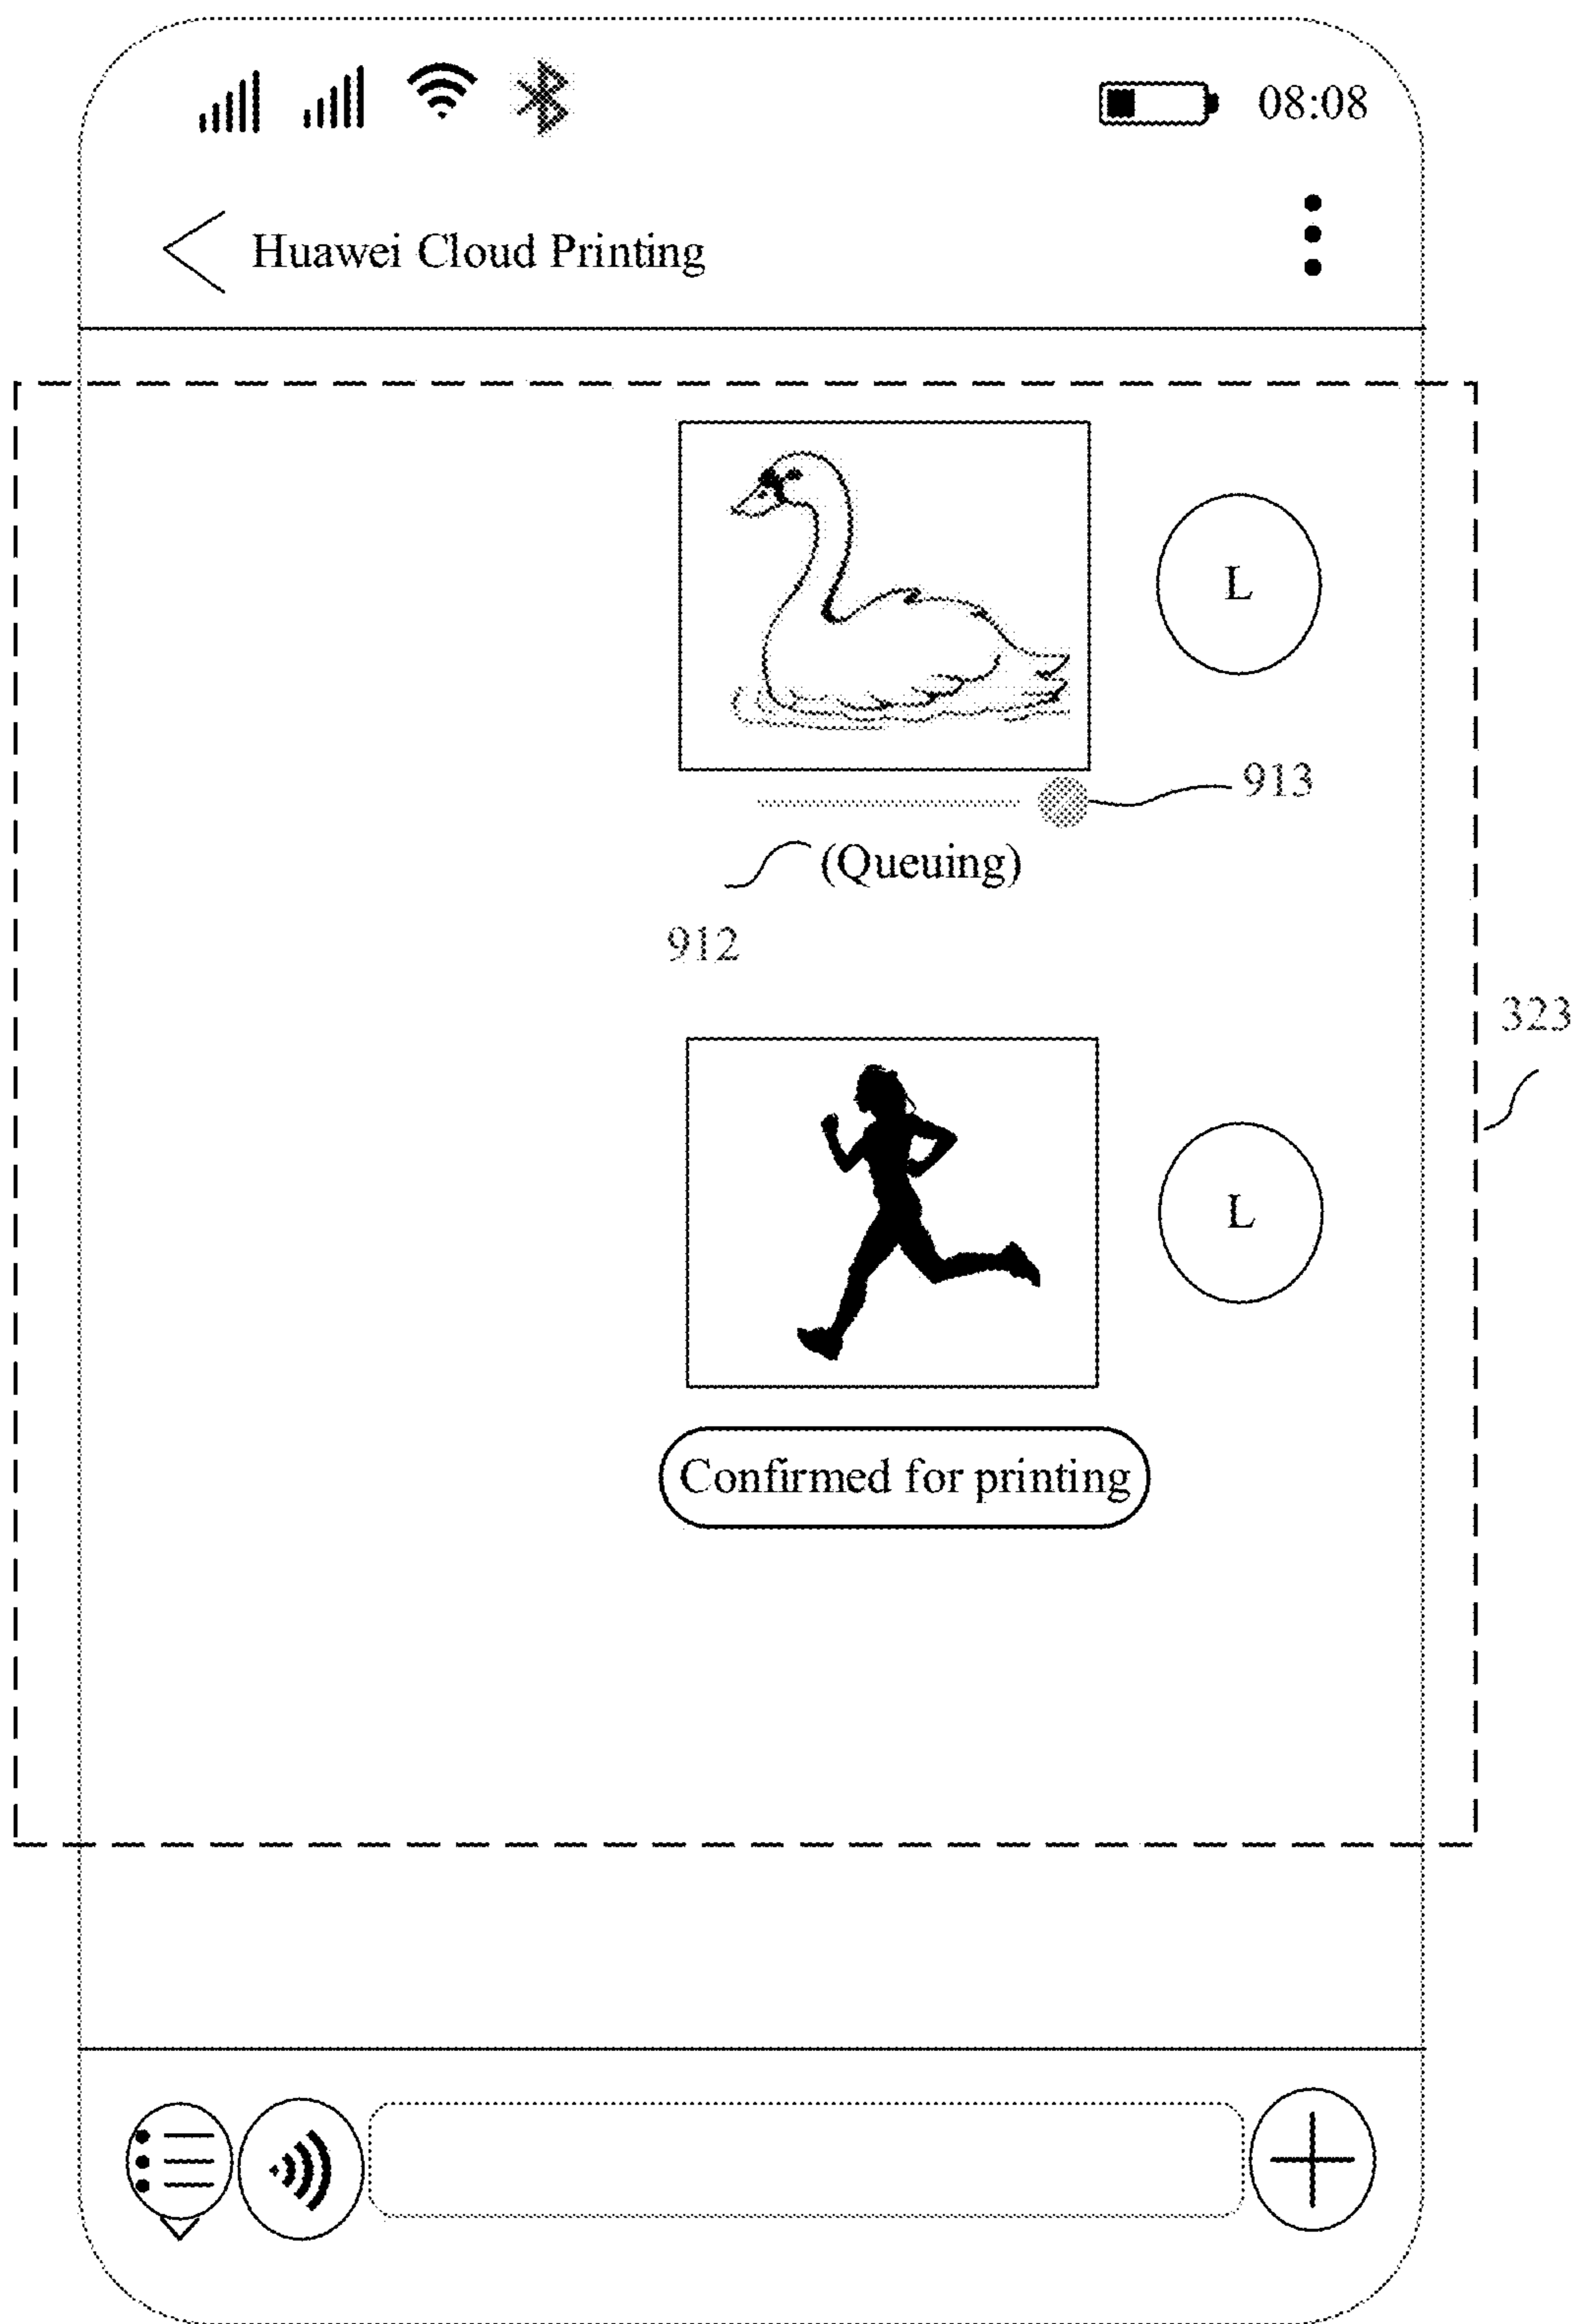 08:08
Huawei Cloud Printing
L
913
(Queuing)
912
323
L
Confirmed for printing